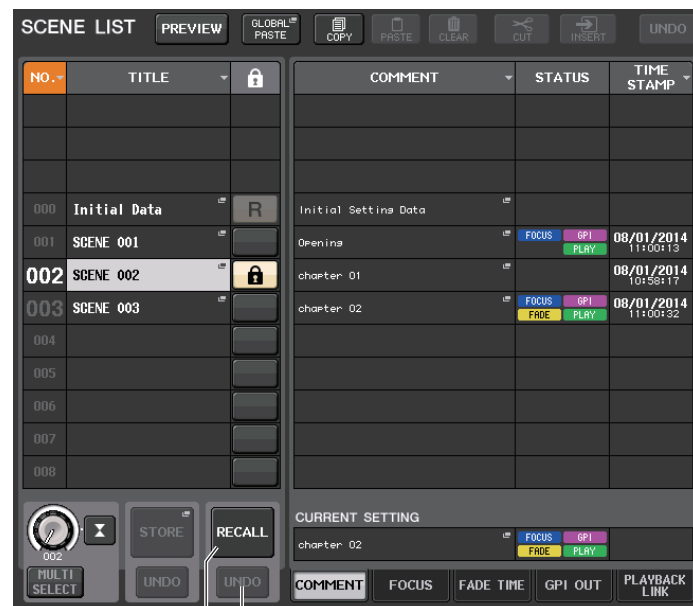 SCENE LIST PREVIEW GLOBAL PASTE COPY PASTE CLEAR CUT INSERT UNDO
NO. TITLE COMMENT STATUS TIME STAMP
000 Initial Data R Initial Setting Data
001 SCENE 001 Opening FOCUS GPI PLAY 08/01/2014 11:00:13
002 SCENE 002 chapter 01 08/01/2014 10:58:17
003 SCENE 003 chapter 02 FOCUS GPI FADE PLAY 08/01/2014 11:00:32
004
005
006
007
008
002 STORE RECALL
MULTI SELECT UNDO UNDO
CURRENT SETTING
chapter 02 FOCUS GPI FADE PLAY
COMMENT FOCUS FADE TIME GPI OUT PLAYBACK LINK